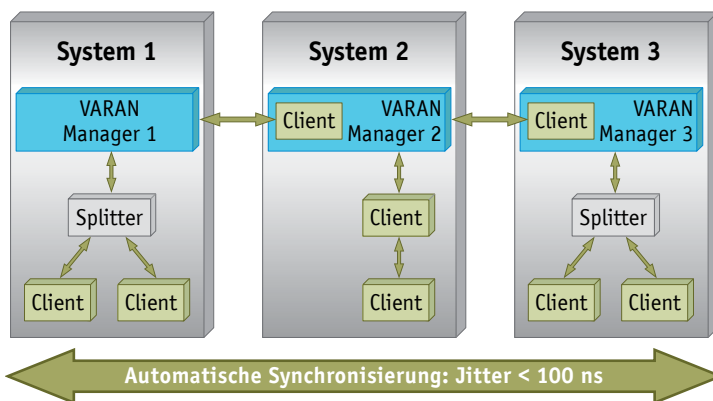 System 1
VARAN
Manager 1
Splitter
Client
Client
System 2
Client
VARAN
Manager 2
Client
Client
System 3
Client
VARAN
Manager 3
Splitter
Client
Client
Automatische Synchronisierung: Jitter < 100 ns